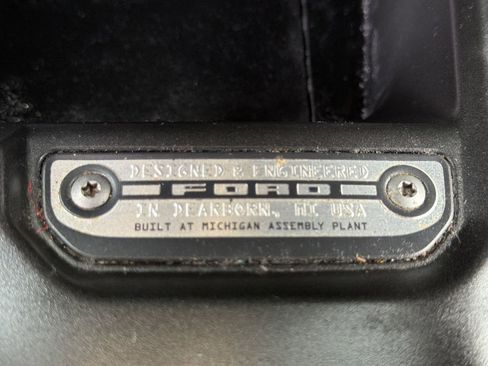 DESIGNED & ENGINEERED
FORD
IN DEARBORN, MI USA
BUILT AT MICHIGAN ASSEMBLY PLANT